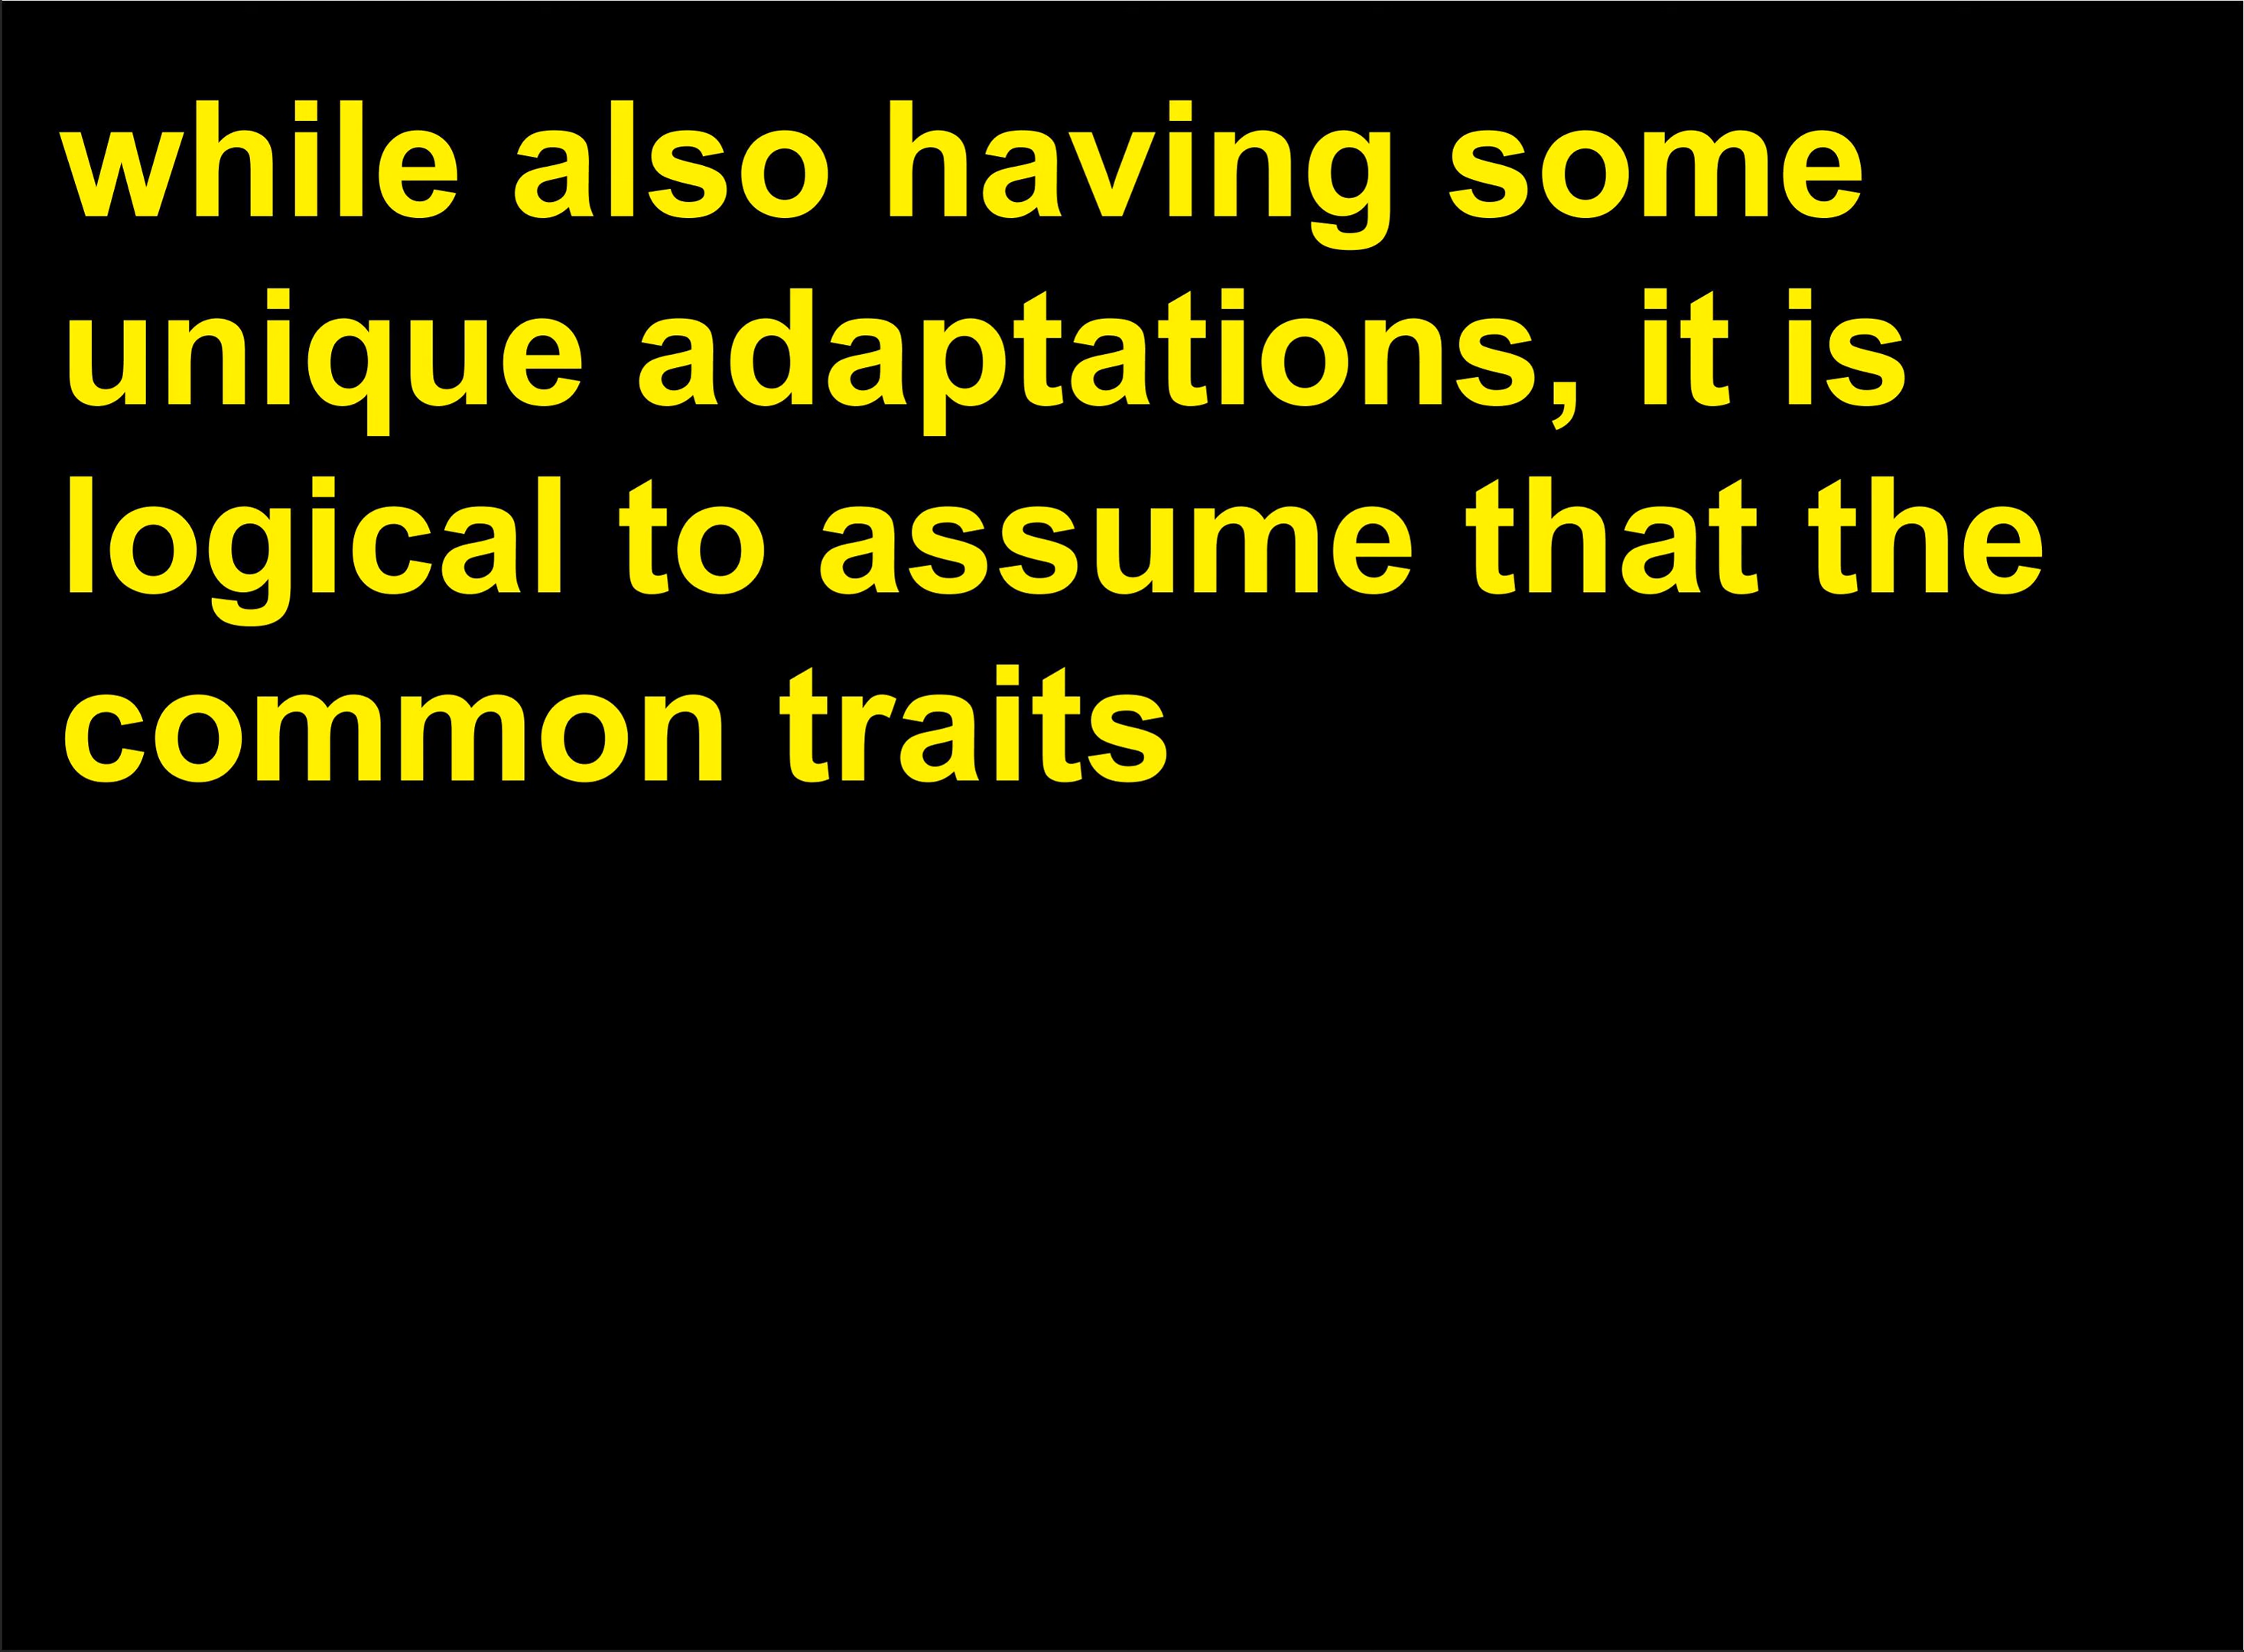 while also having some
unique adaptations, it is
logical to assume that the
common traits